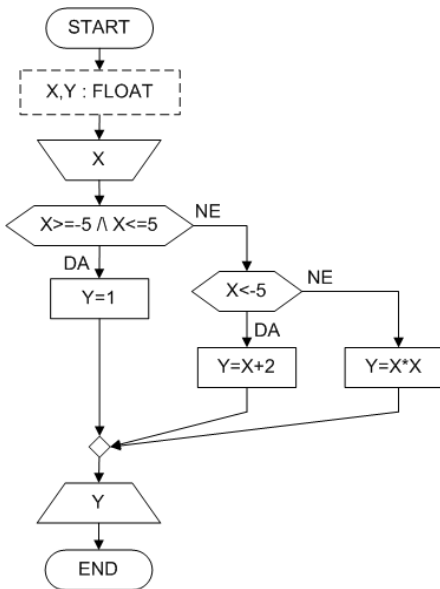 START
X,Y : FLOAT
X
X>=-5 /\ X<=5
NE
DA
Y=1
X<-5
NE
DA
Y=X+2
Y=X*X
Y
END